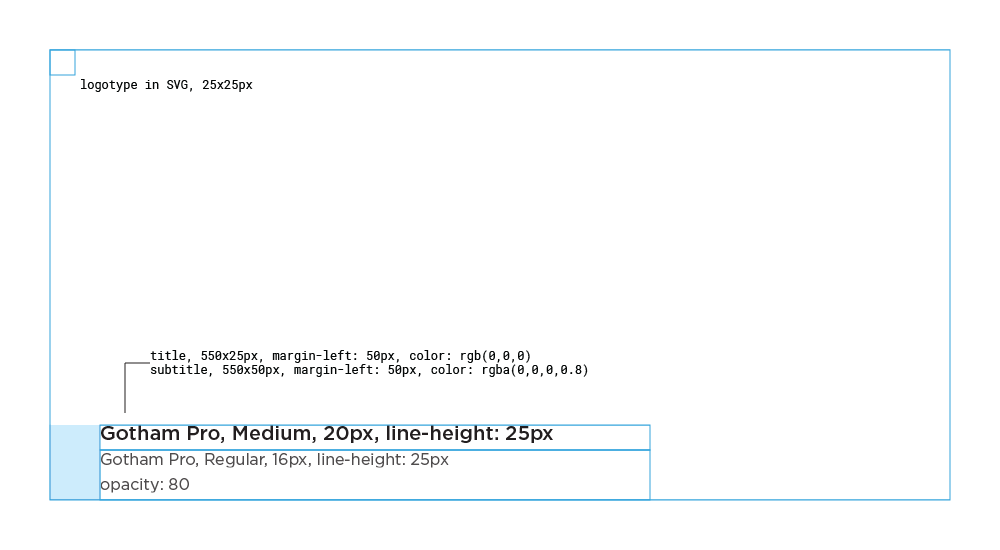 logotype in SVG, 25x25px
title, 550x25px, margin-left: 50px, color: rgb(0,0,0)
subtitle, 550x50px, margin-left: 50px, color: rgba(0,0,0,0.8)
Gotham Pro, Medium, 20px, line-height: 25px
Gotham Pro, Regular, 16px, line-height: 25px
opacity: 80